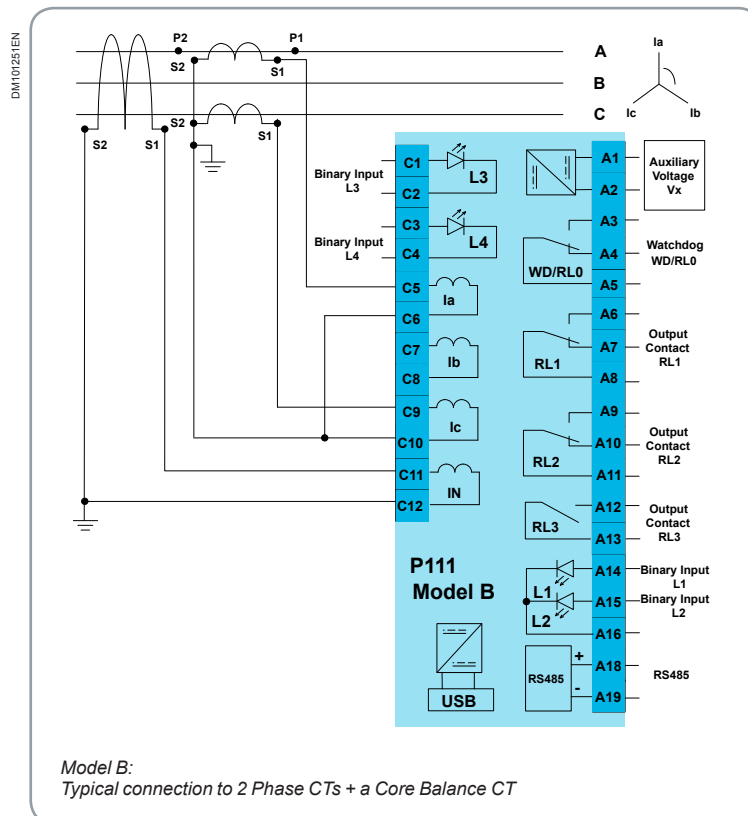 DM101251EN
P2
P1
A
Ia
S2
S1
B
C
Ic
Ib
S2
S1
S2
S1
Binary Input
L3
C1
C2
L3
Binary Input
L4
C3
C4
L4
C5
Ia
C6
C7
Ib
C8
C9
Ic
C10
C11
IN
C12
A1
A2
Auxiliary
Voltage
Vx
A3
A4
A5
WD/RL0
Watchdog
WD/RL0
A6
A7
A8
RL1
Output
Contact
RL1
A9
A10
A11
RL2
Output
Contact
RL2
A12
A13
RL3
Output
Contact
RL3
P111
Model B
A14
L1
Binary Input
L1
A15
L2
Binary Input
L2
A16
RS485
+
A18
-
A19
RS485
USB
Model B:
Typical connection to 2 Phase CTs + a Core Balance CT